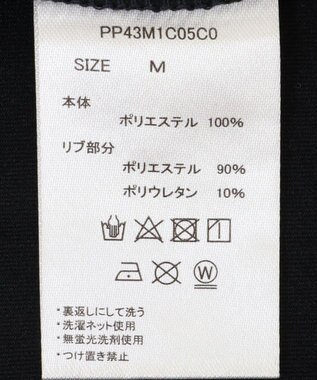 PP43M1C05C0
SIZE M
本体
ポリエステル 100%
リブ部分
ポリエステル 90%
ポリウレタン 10%
W
・裏返しにして洗う
・洗濯ネット使用
・無蛍光洗剤使用
・つけ置き禁止